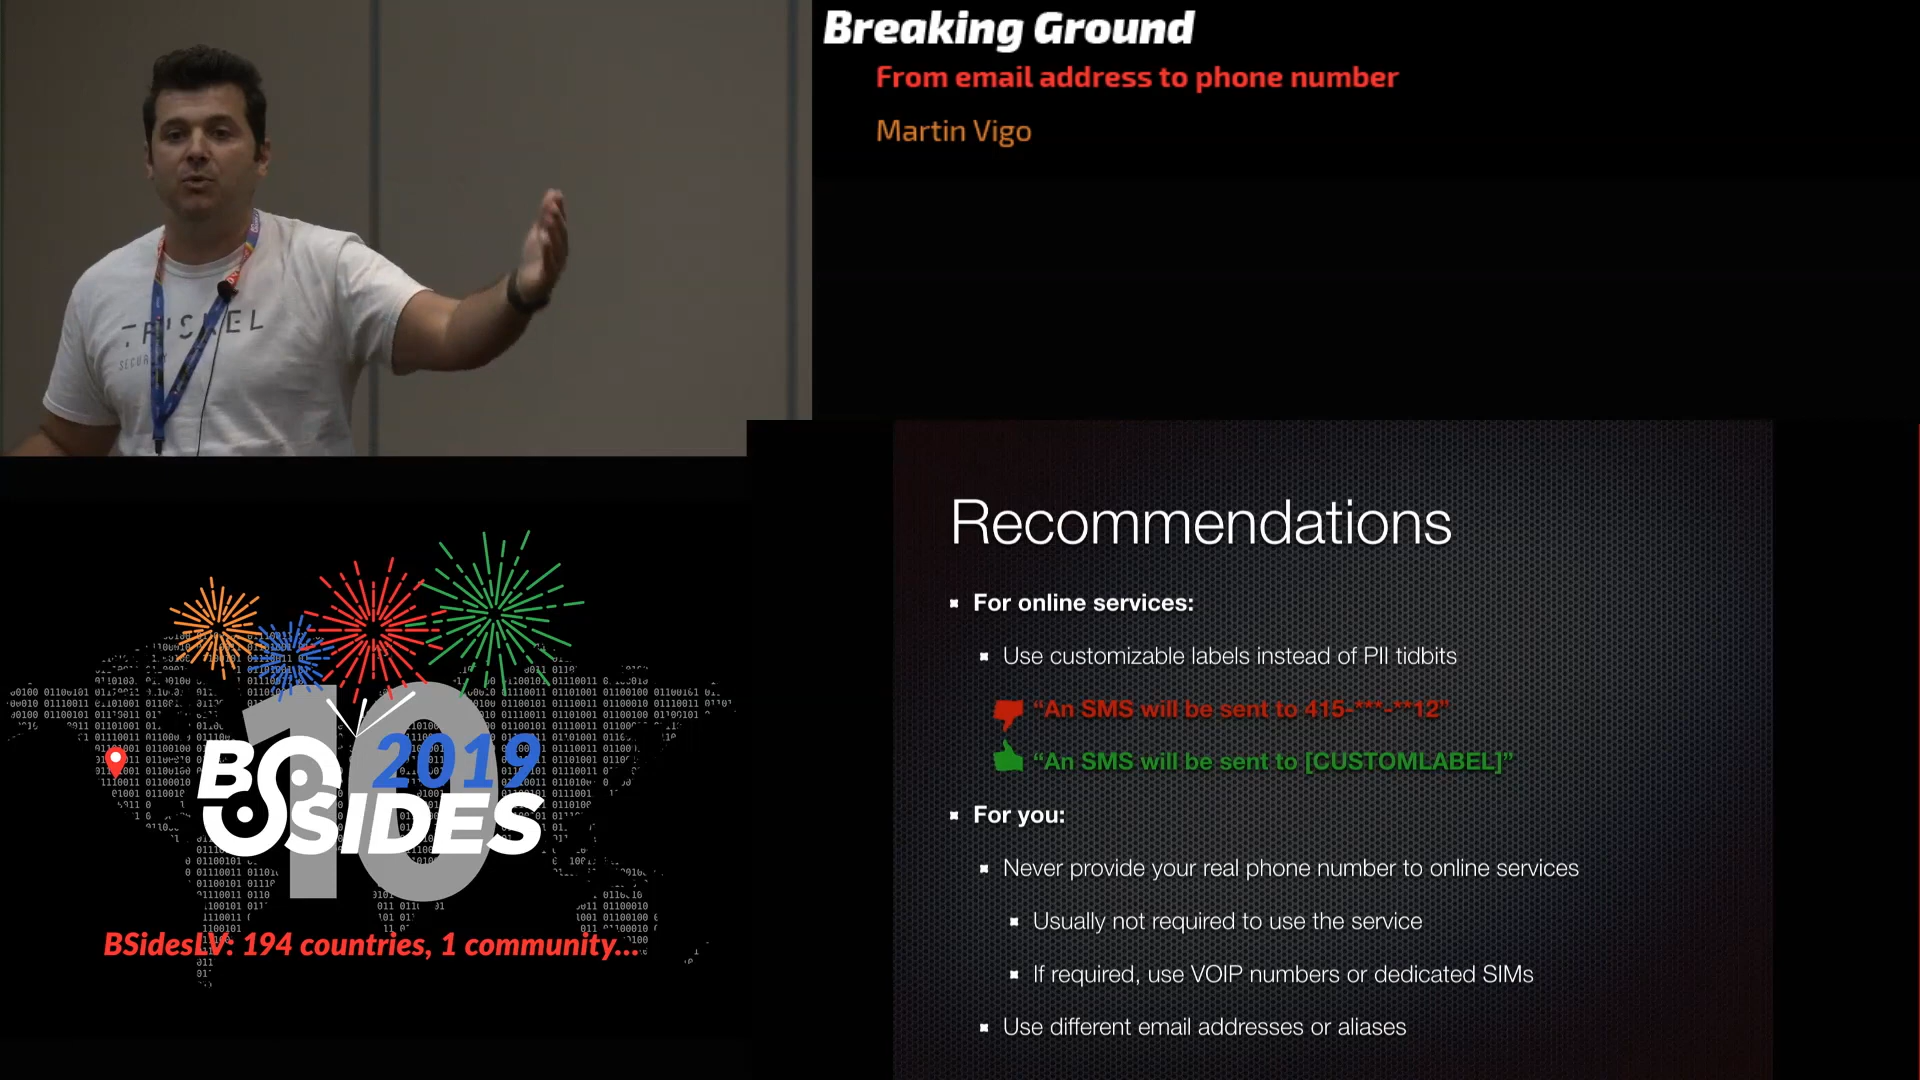 Breaking Ground
From email address to phone number
Martin Vigo
SECURITY
Recommendations
For online services:
Use customizable labels instead of PII tidbits
“An SMS will be sent to 415-***-**12”
“An SMS will be sent to [CUSTOMLABEL]”
For you:
Never provide your real phone number to online services
Usually not required to use the service
If required, use VOIP numbers or dedicated SIMs
Use different email addresses or aliases
10
2019
BSIDES
BSidesLV: 194 countries, 1 community...